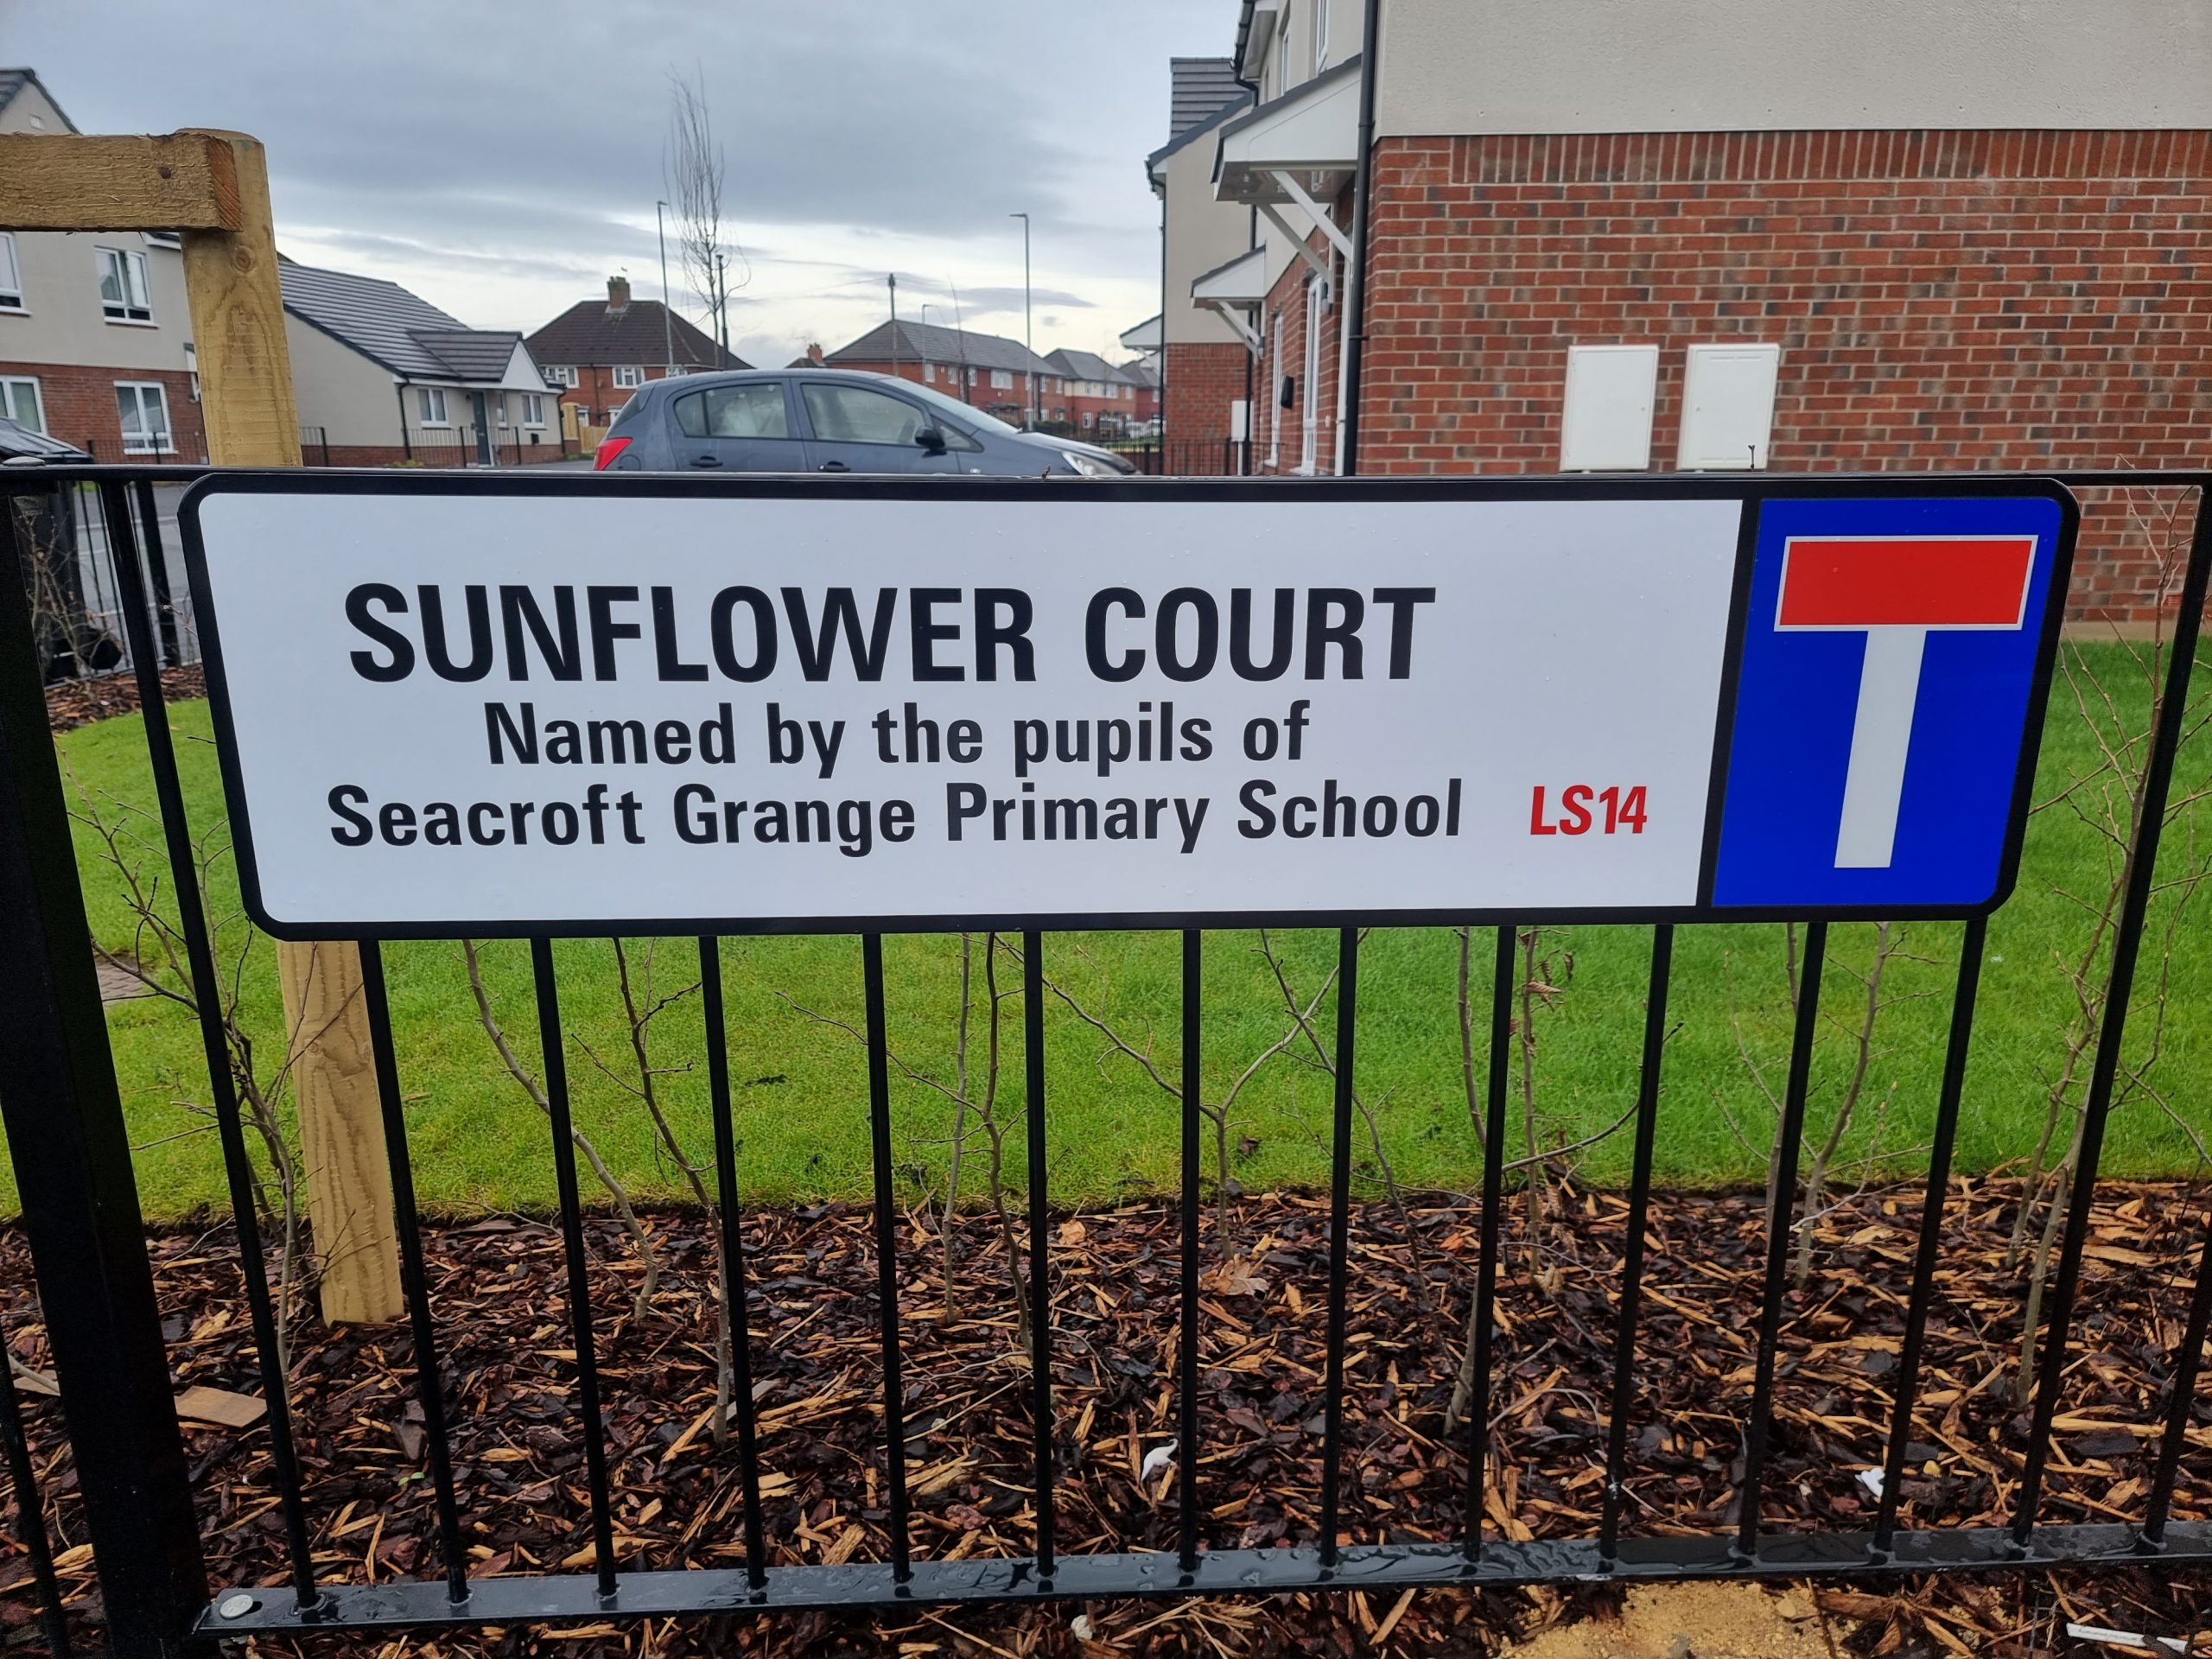 SUNFLOWER COURT
Named by the pupils of
Seacroft Grange Primary School LS14